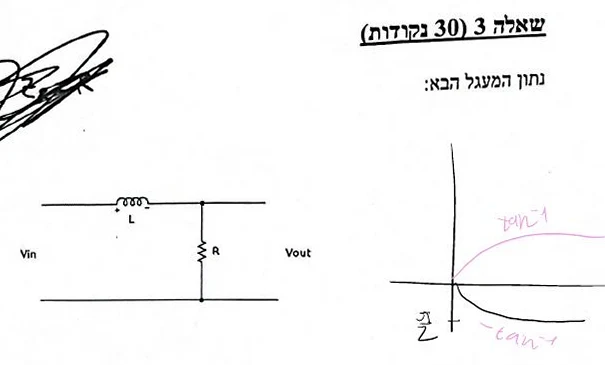 שאלה 3 (30 נקודות)
נתון המעגל הבא:
+ -
L
Vin
R
Vout
tan⁻¹
π
2
-tan⁻¹